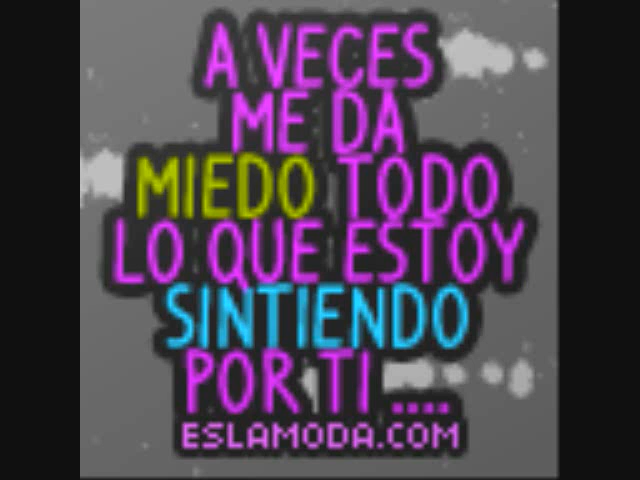 A VECES
ME DA
MIEDO TODO
LO QUE ESTOY
SINTIENDO
POR TI ....
ESLAMODA.COM